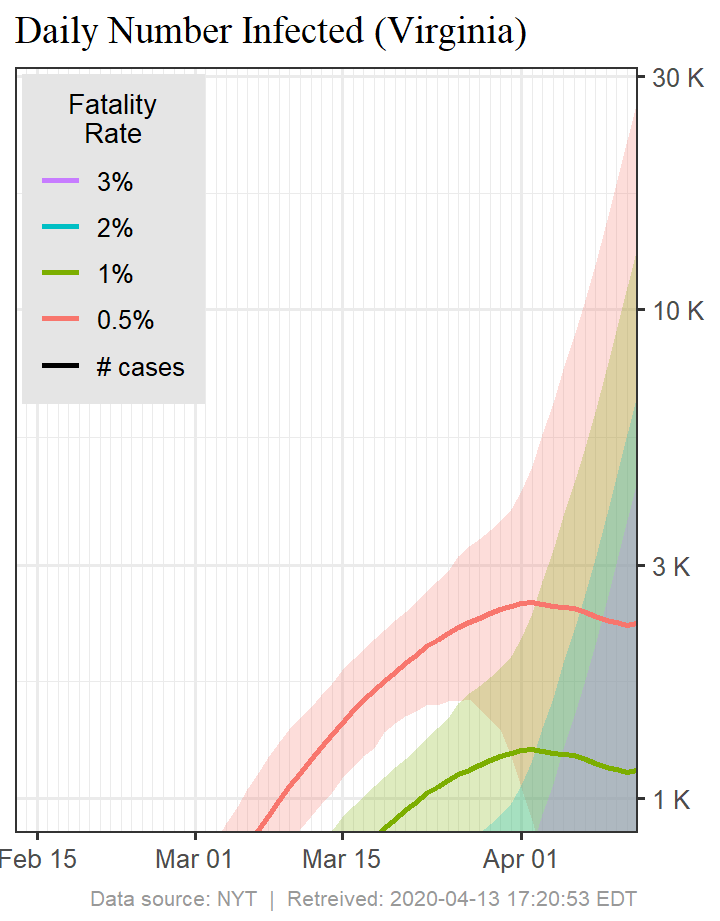 Daily Number Infected (Virginia)
Fatality
Rate
3%
2%
1%
0.5%
# cases
30 K
10 K
3 K
1 K
Feb 15
Mar 01
Mar 15
Apr 01
Data source: NYT | Retreived: 2020-04-13 17:20:53 EDT